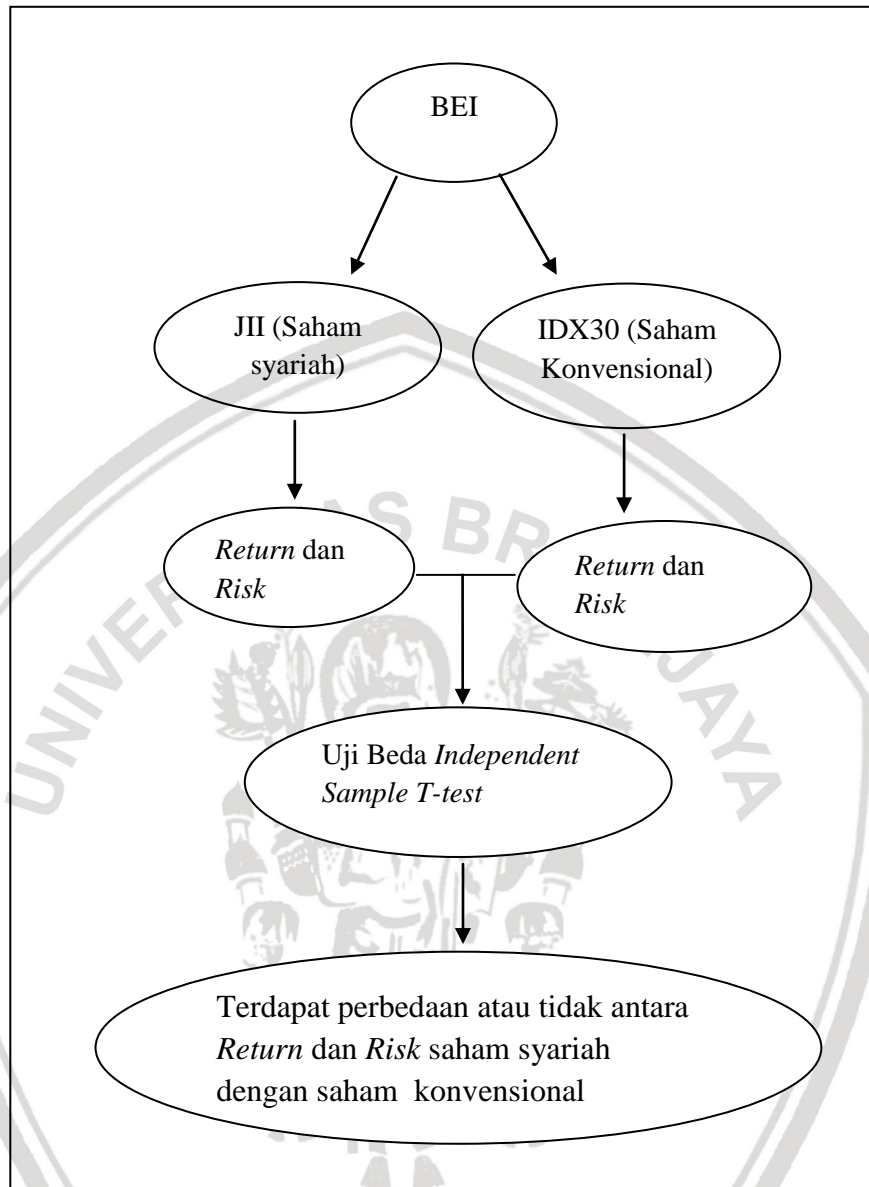 BEI
JII (Saham
syariah)
IDX30 (Saham
Konvensional)
Return dan
Risk
Return dan
Risk
Uji Beda Independent
Sample T-test
Terdapat perbedaan atau tidak antara
Return dan Risk saham syariah
dengan saham konvensional